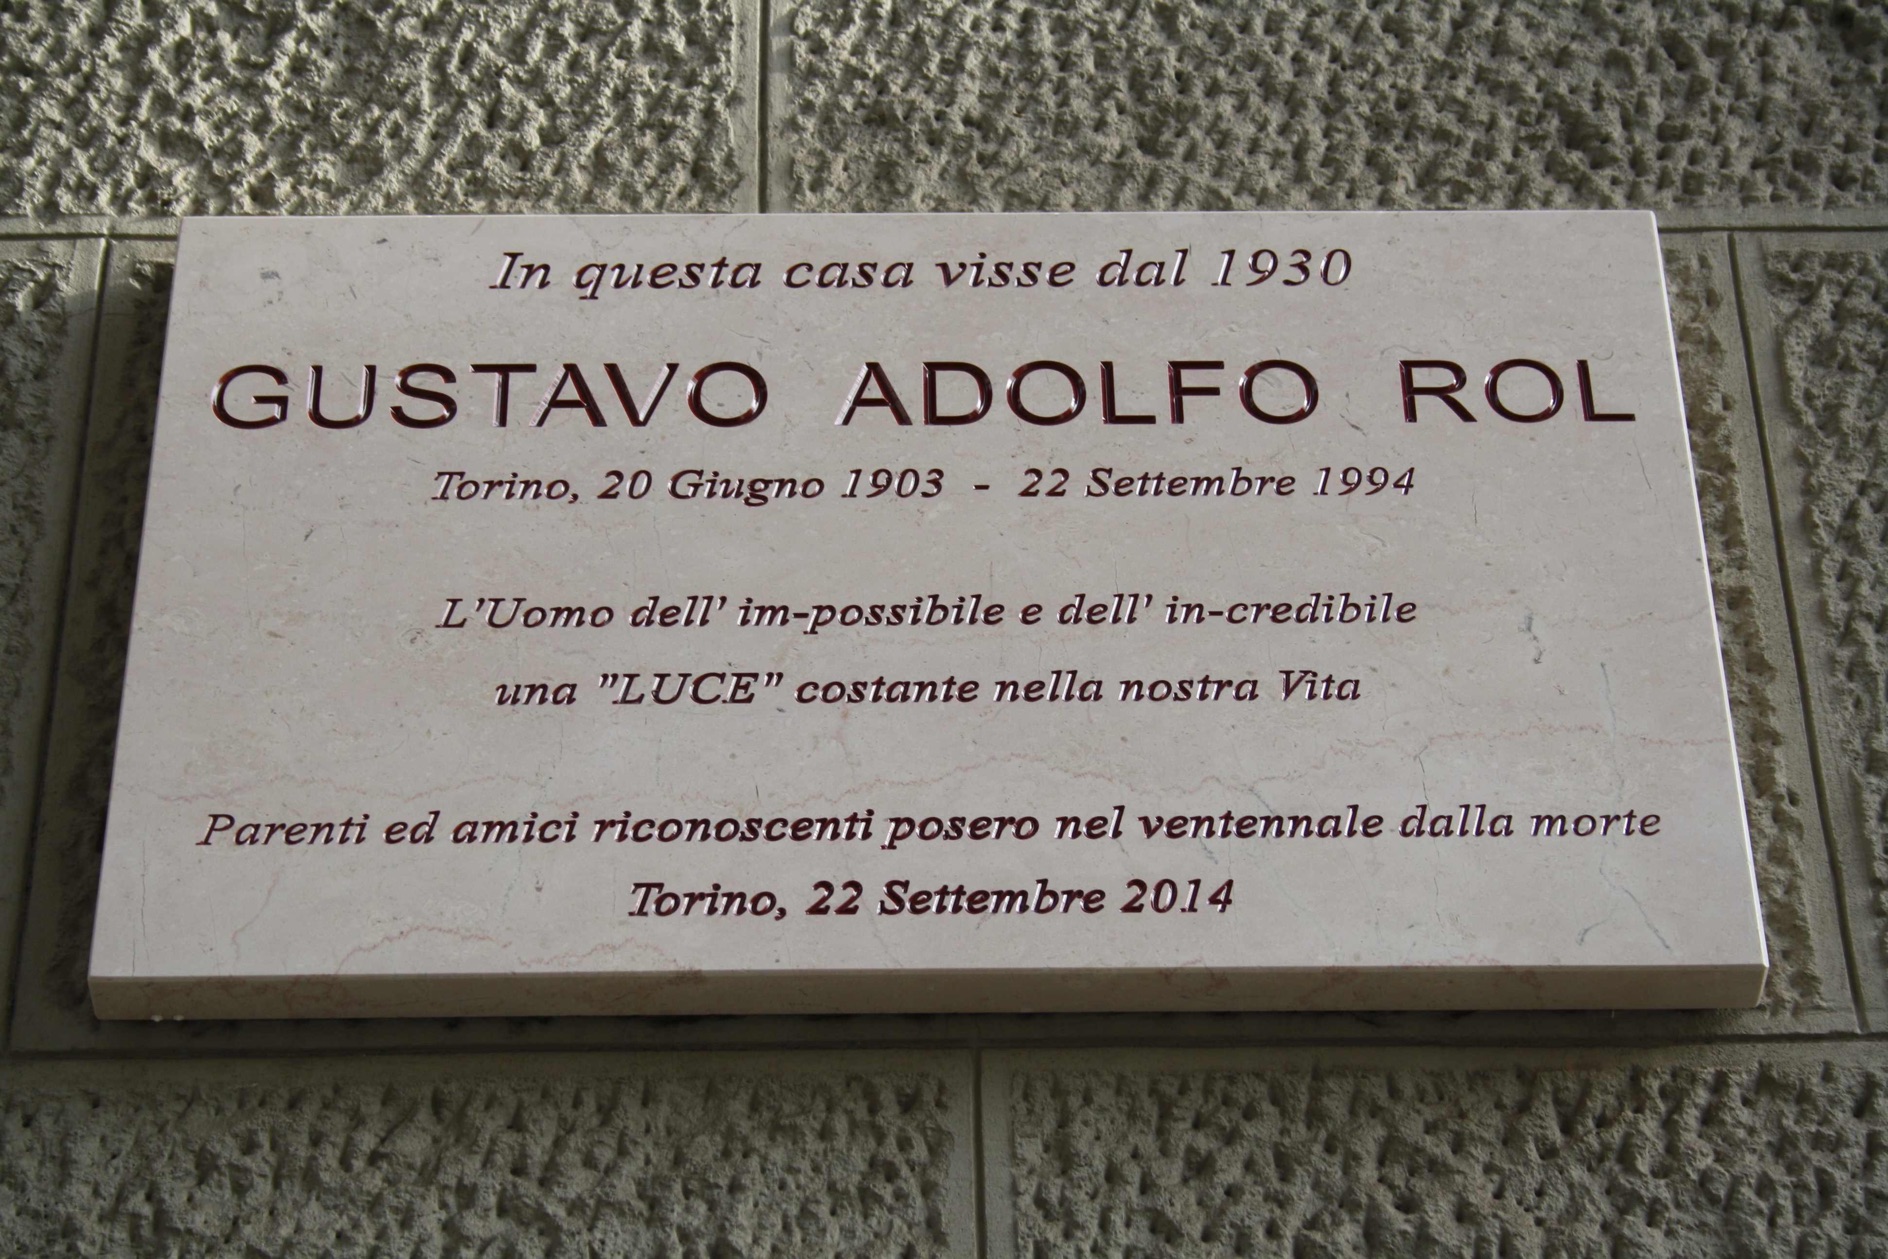 In questa casa visse dal 1930
GUSTAVO ADOLFO ROL
Torino, 20 Giugno 1903 - 22 Settembre 1994
L'Uomo dell' im-possibile e dell' in-credibile
una "LUCE" costante nella nostra Vita
Parenti ed amici riconoscenti posero nel ventennale dalla morte
Torino, 22 Settembre 2014